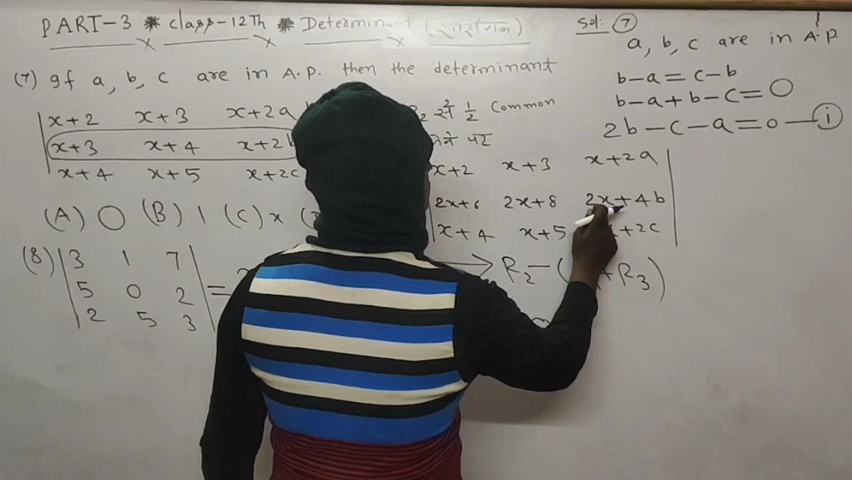 PART-3 * class-12Th * Determinant (सारणिक)
(7) If a, b, c are in A.P. then the determinant
x+2 x+3 x+2a
x+3 x+4 x+2b
x+4 x+5 x+2c
(A) 0 (B) 1 (C) x
(8) 3 1 7
5 0 2 =
2 5 3
Sol: (7)
a, b, c are in A.P.
b-a = c-b
b-a+b-c=0
2b-c-a=0 — (i)
से 1/2 Common
पर
x+2 x+3 x+2a
2x+6 2x+8 2x+4b
x+4 x+5 +2c
→ R2-( +R3)